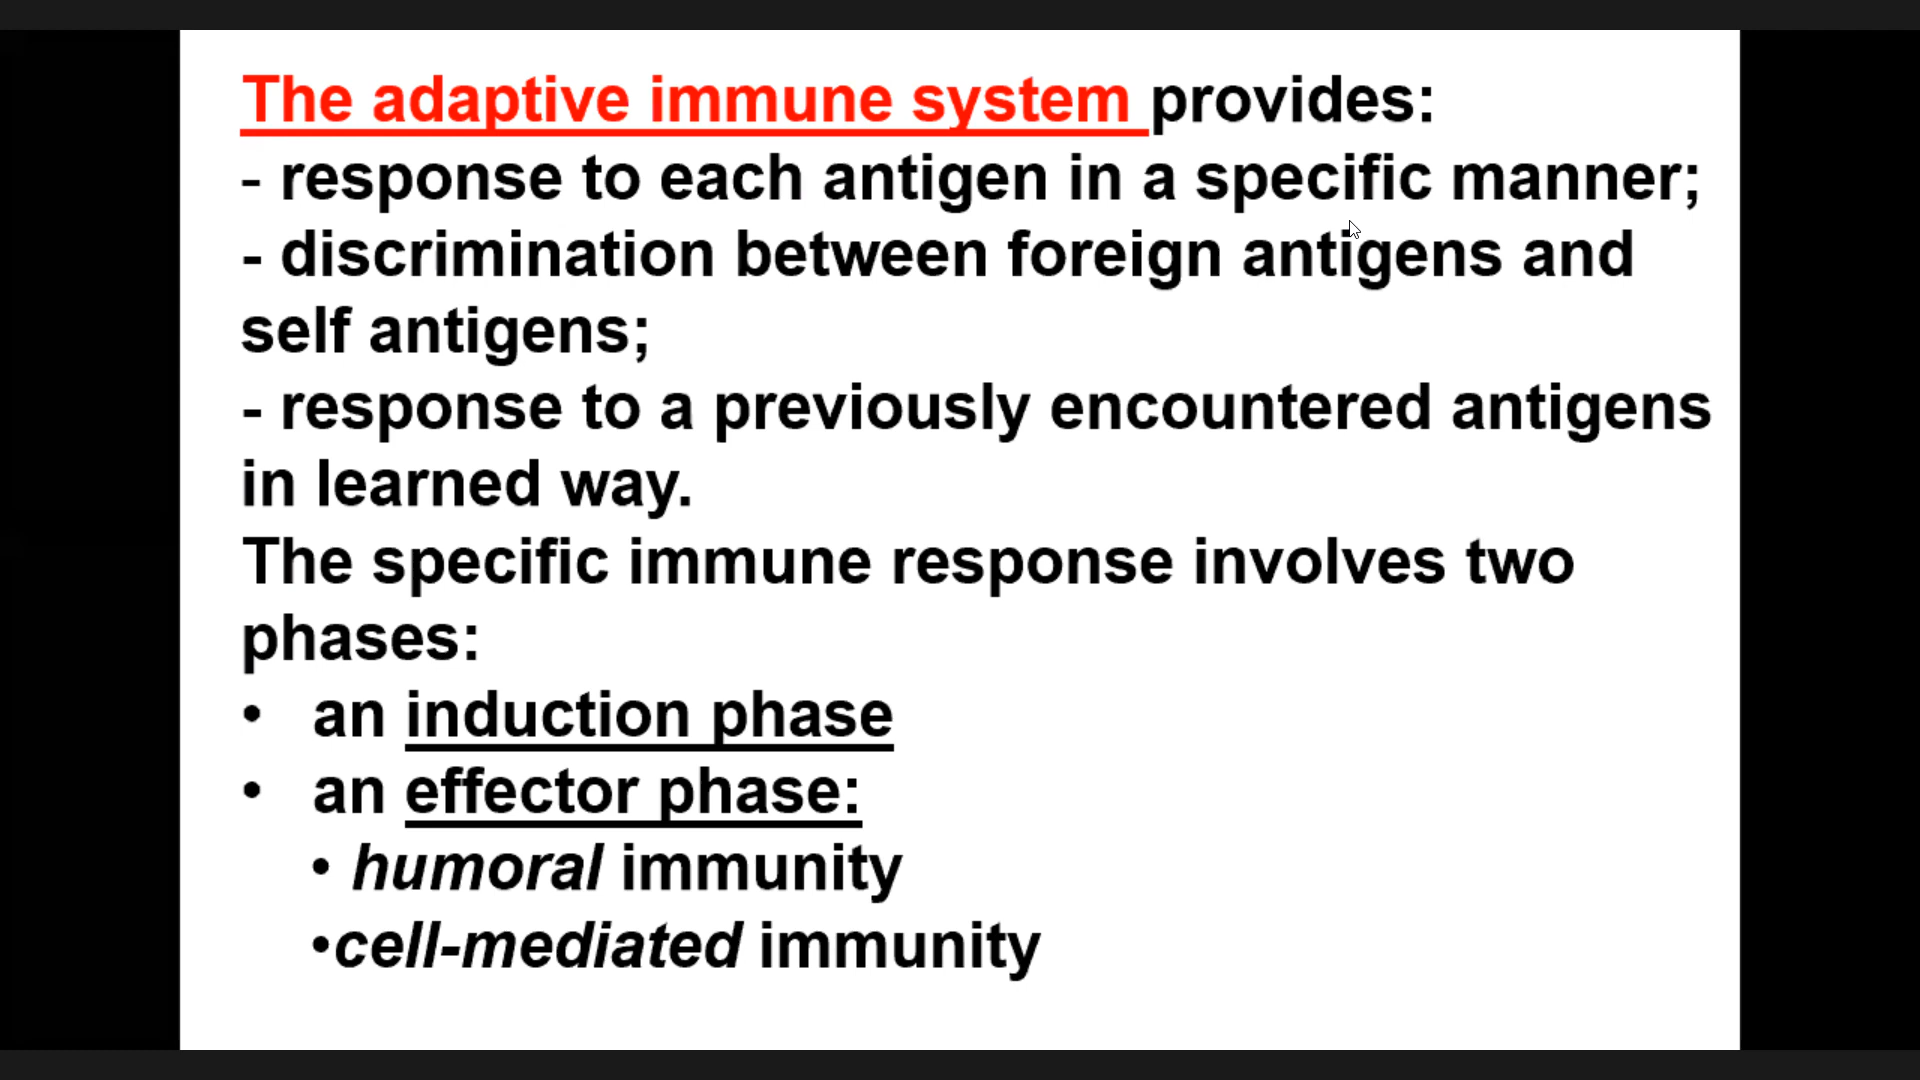 The adaptive immune system provides:
- response to each antigen in a specific manner;
- discrimination between foreign antigens and
self antigens;
- response to a previously encountered antigens
in learned way.
The specific immune response involves two
phases:
• an induction phase
• an effector phase:
• humoral immunity
•cell-mediated immunity